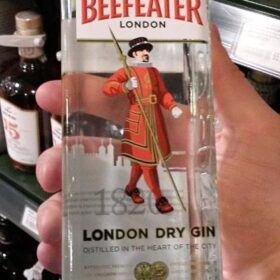 BEEFEATER
LONDON
1820
LONDON DRY GIN
DISTILLED IN THE HEART OF THE CITY